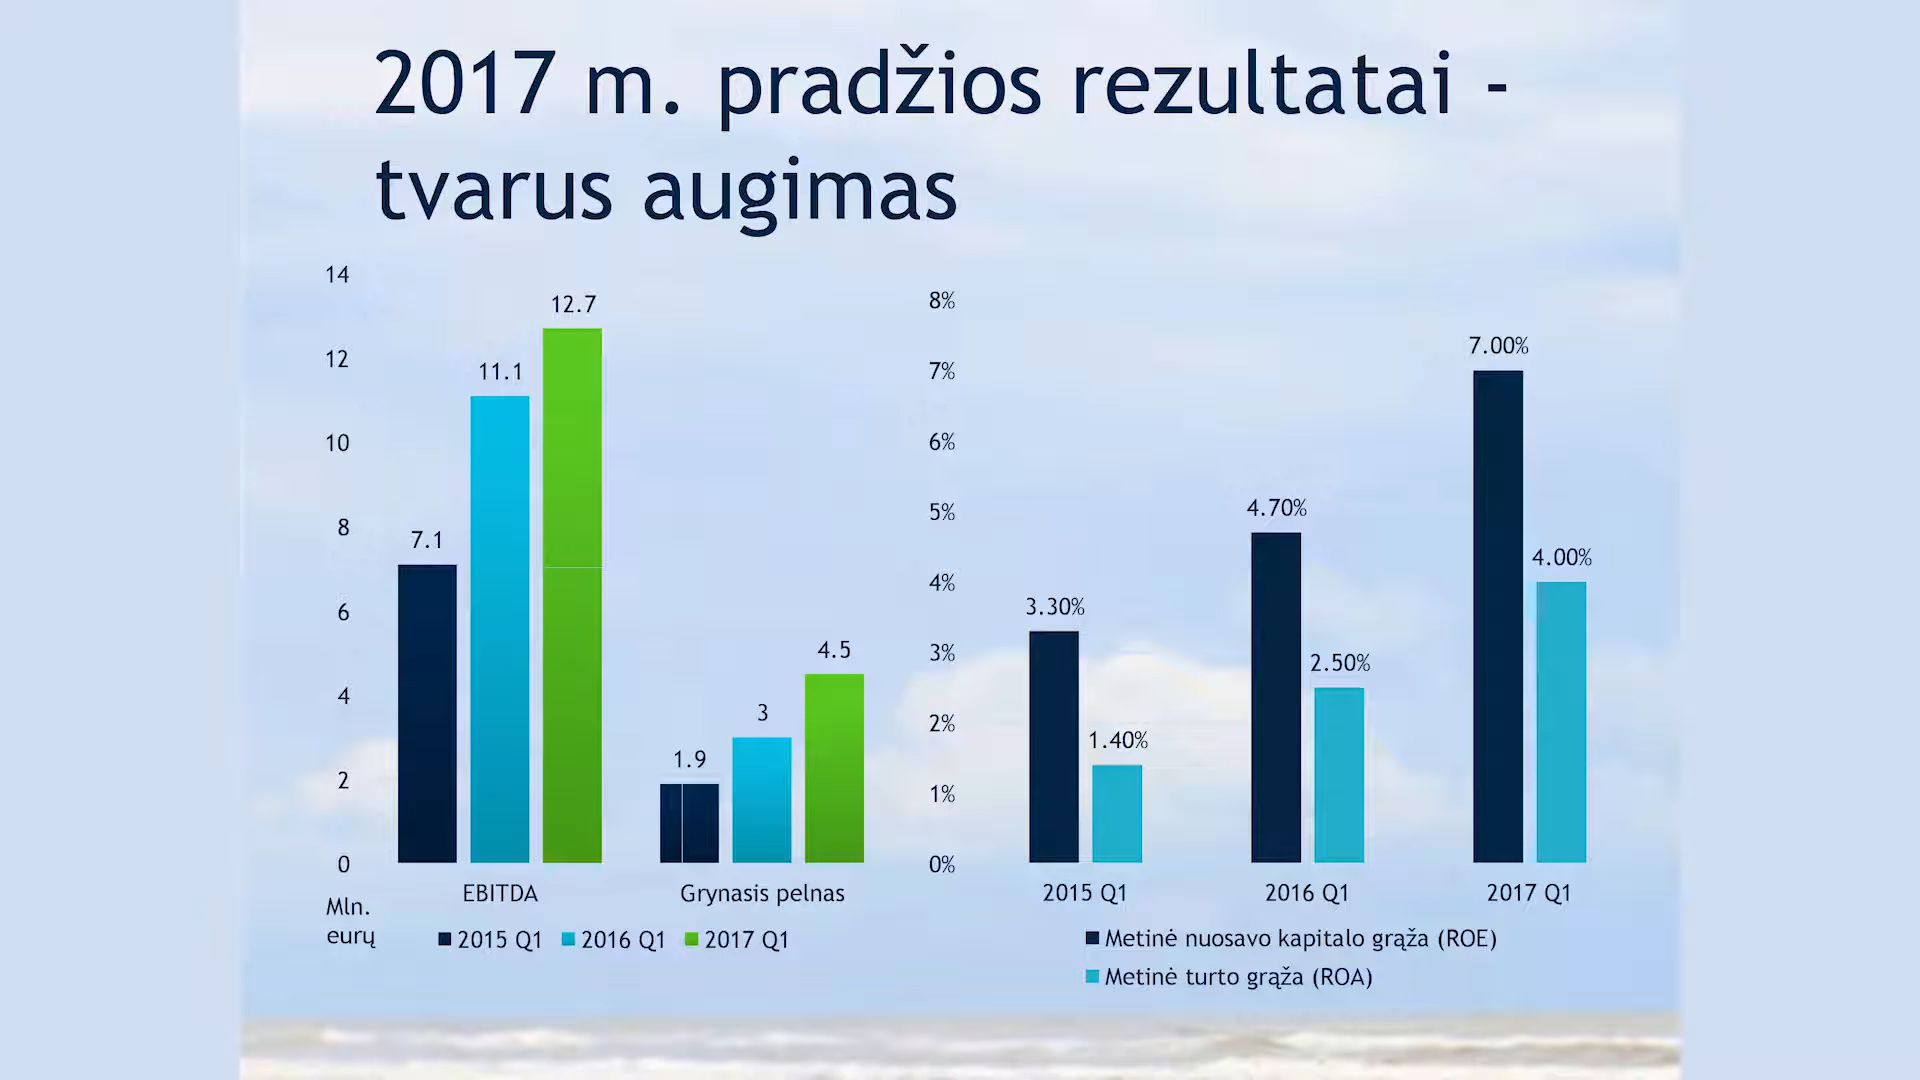 2017 m. pradžios rezultatai -
tvarus augimas
14
12
10
8
6
4
2
0
Mln.
eurų
7.1
11.1
12.7
1.9
3
4.5
EBITDA
Grynasis pelnas
2015 Q1
2016 Q1
2017 Q1
8%
7%
6%
5%
4%
3%
2%
1%
0%
3.30%
1.40%
4.70%
2.50%
7.00%
4.00%
2015 Q1
2016 Q1
2017 Q1
Metinė nuosavo kapitalo grąža (ROE)
Metinė turto grąža (ROA)